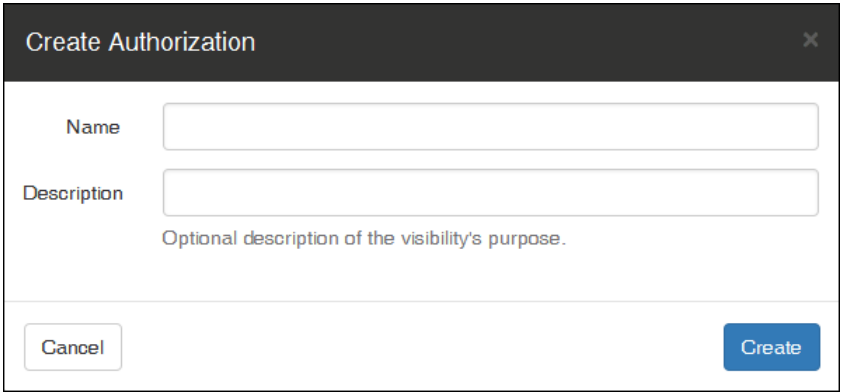 Create Authorization ×
Name
Description
Optional description of the visibility's purpose.
Cancel Create